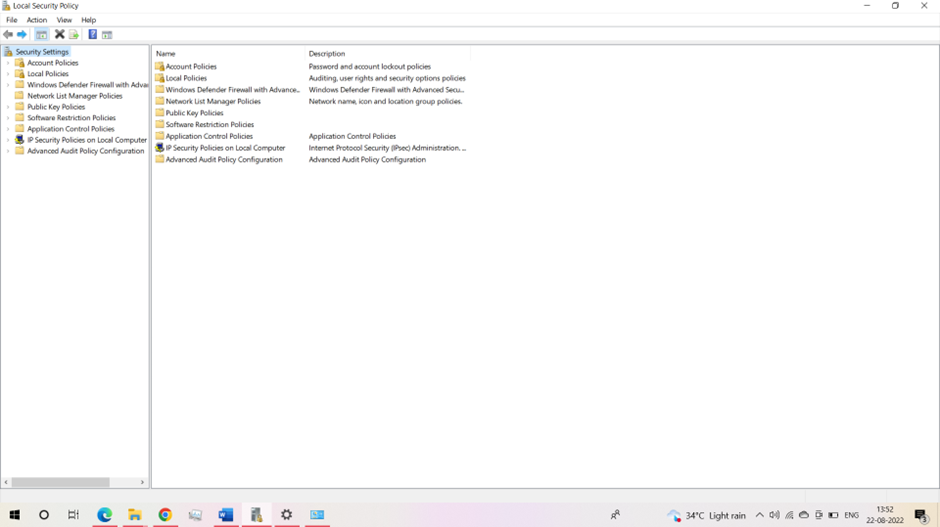 Local Security Policy
File Action View Help
Security Settings
Account Policies
Local Policies
Windows Defender Firewall with Advan
Network List Manager Policies
Public Key Policies
Software Restriction Policies
Application Control Policies
IP Security Policies on Local Computer
Advanced Audit Policy Configuration
Name Description
Account Policies Password and account lockout policies
Local Policies Auditing, user rights and security options policies
Windows Defender Firewall with Advance... Windows Defender Firewall with Advanced Secu...
Network List Manager Policies Network name, icon and location group policies.
Public Key Policies
Software Restriction Policies
Application Control Policies Application Control Policies
IP Security Policies on Local Computer Internet Protocol Security (IPsec) Administration. ...
Advanced Audit Policy Configuration Advanced Audit Policy Configuration
34°C Light rain ENG 13:52
22-08-2022
3